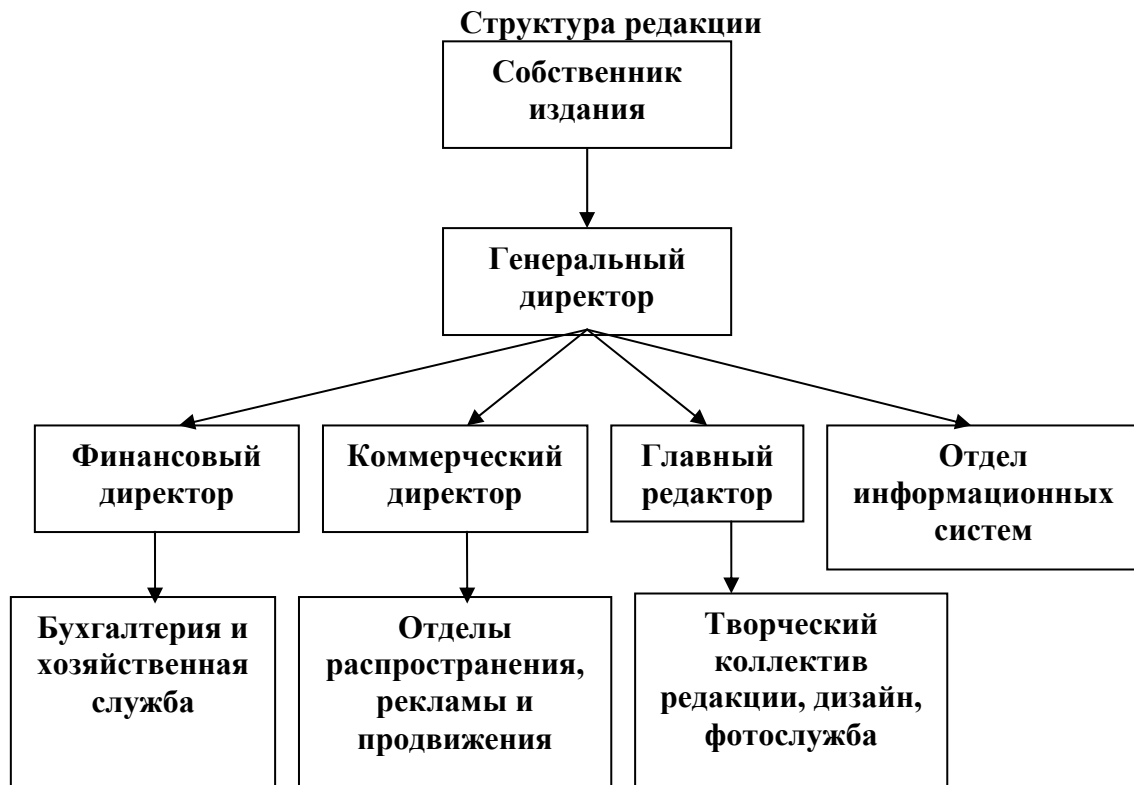 Структура редакции
Собственник
издания
Генеральный
директор
Финансовый
директор
Коммерческий
директор
Главный
редактор
Отдел
информационных
систем
Бухгалтерия и
хозяйственная
служба
Отделы
распространения,
рекламы и
продвижения
Творческий
коллектив
редакции, дизайн,
фотослужба